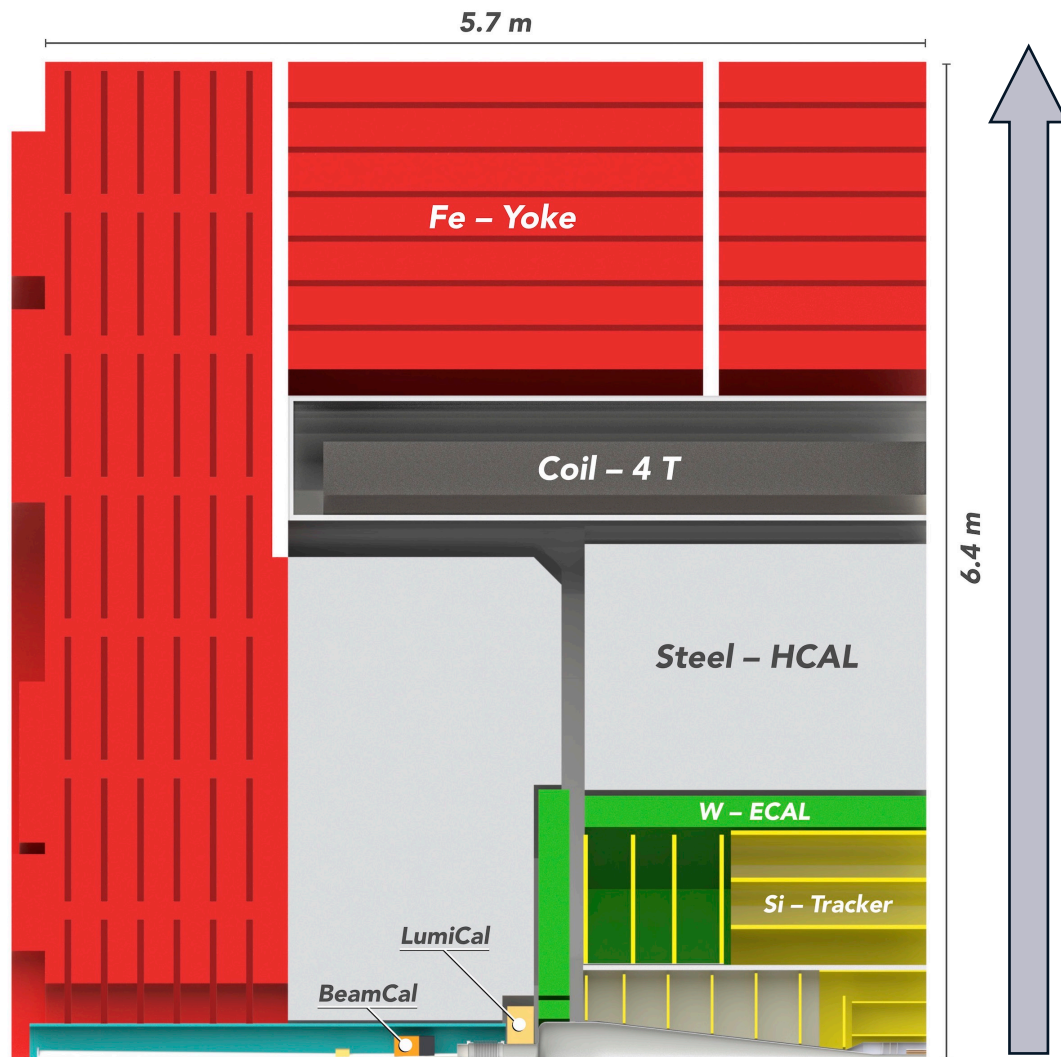 5.7 m
Fe – Yoke
Coil – 4 T
6.4 m
Steel – HCAL
W – ECAL
Si – Tracker
LumiCal
BeamCal